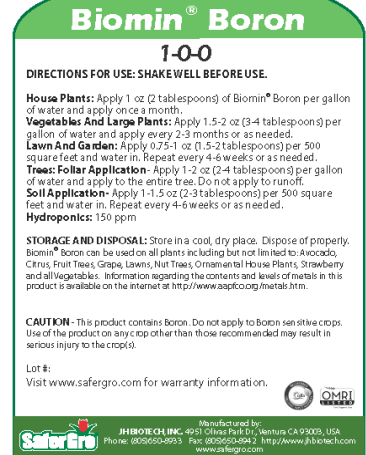 Biomin® Boron
1-0-0
DIRECTIONS FOR USE: SHAKE WELL BEFORE USE.
House Plants: Apply 1 oz (2 tablespoons) of Biomin® Boron per gallon
of water and apply once a month.
Vegetables And Large Plants: Apply 1.5-2 oz (3-4 tablespoons) per
gallon of water and apply every 2-3 months or as needed.
Lawn And Garden: Apply 0.75-1 oz (1.5-2 tablespoons) per 500
square feet and water in. Repeat every 4-6 weeks or as needed.
Trees: Foliar Application- Apply 1-2 oz (2-4 tablespoons) per gallon
of water and apply to the entire tree. Do not apply to runoff.
Soil Application- Apply 1-1.5 oz (2-3 tablespoons) per 500 square
feet and water in. Repeat every 4-6 weeks or as needed.
Hydroponics: 150 ppm
STORAGE AND DISPOSAL: Store in a cool, dry place. Dispose of properly.
Biomin® Boron can be used on all plants including but not limited to: Avocado,
Citrus, Fruit Trees, Grape, Lawns, Nut Trees, Ornamental House Plants, Strawberry
and all Vegetables. Information regarding the contents and levels of metals in this
product is available on the internet at http://www.aapfco.org/metals.htm.
CAUTION - This product contains Boron. Do not apply to Boron sensitive crops.
Use of the product on any crop other than those recommended may result in
serious injury to the crop(s).
Lot #:
Visit www.safergro.com for warranty information.
OMRI
LISTED
SaferGro
Manufactured by:
JH BIOTECH, INC. 4951 Olivas Park Dr., Ventura CA 93003, USA
Phone: (805)650-8933 Fax: (805)650-8942 http://www.jhbiotech.com
www.safergro.com